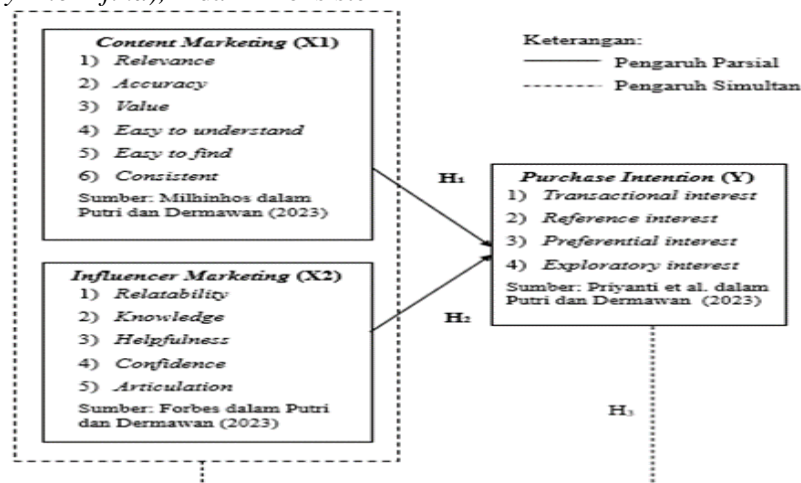 Content Marketing (X1)
1) Relevance
2) Accuracy
3) Value
4) Easy to understand
5) Easy to find
6) Consistent
Sumber: Milhinhos dalam
Putri dan Dermawan (2023)
Influencer Marketing (X2)
1) Relatability
2) Knowledge
3) Helpfulness
4) Confidence
5) Articulation
Sumber: Forbes dalam Putri
dan Dermawan (2023)
Keterangan:
Pengaruh Parsial
Pengaruh Simultan
H₁
H₂
Purchase Intention (Y)
1) Transactional interest
2) Reference interest
3) Preferential interest
4) Exploratory interest
Sumber: Priyanti et al. dalam
Putri dan Dermawan (2023)
H₃